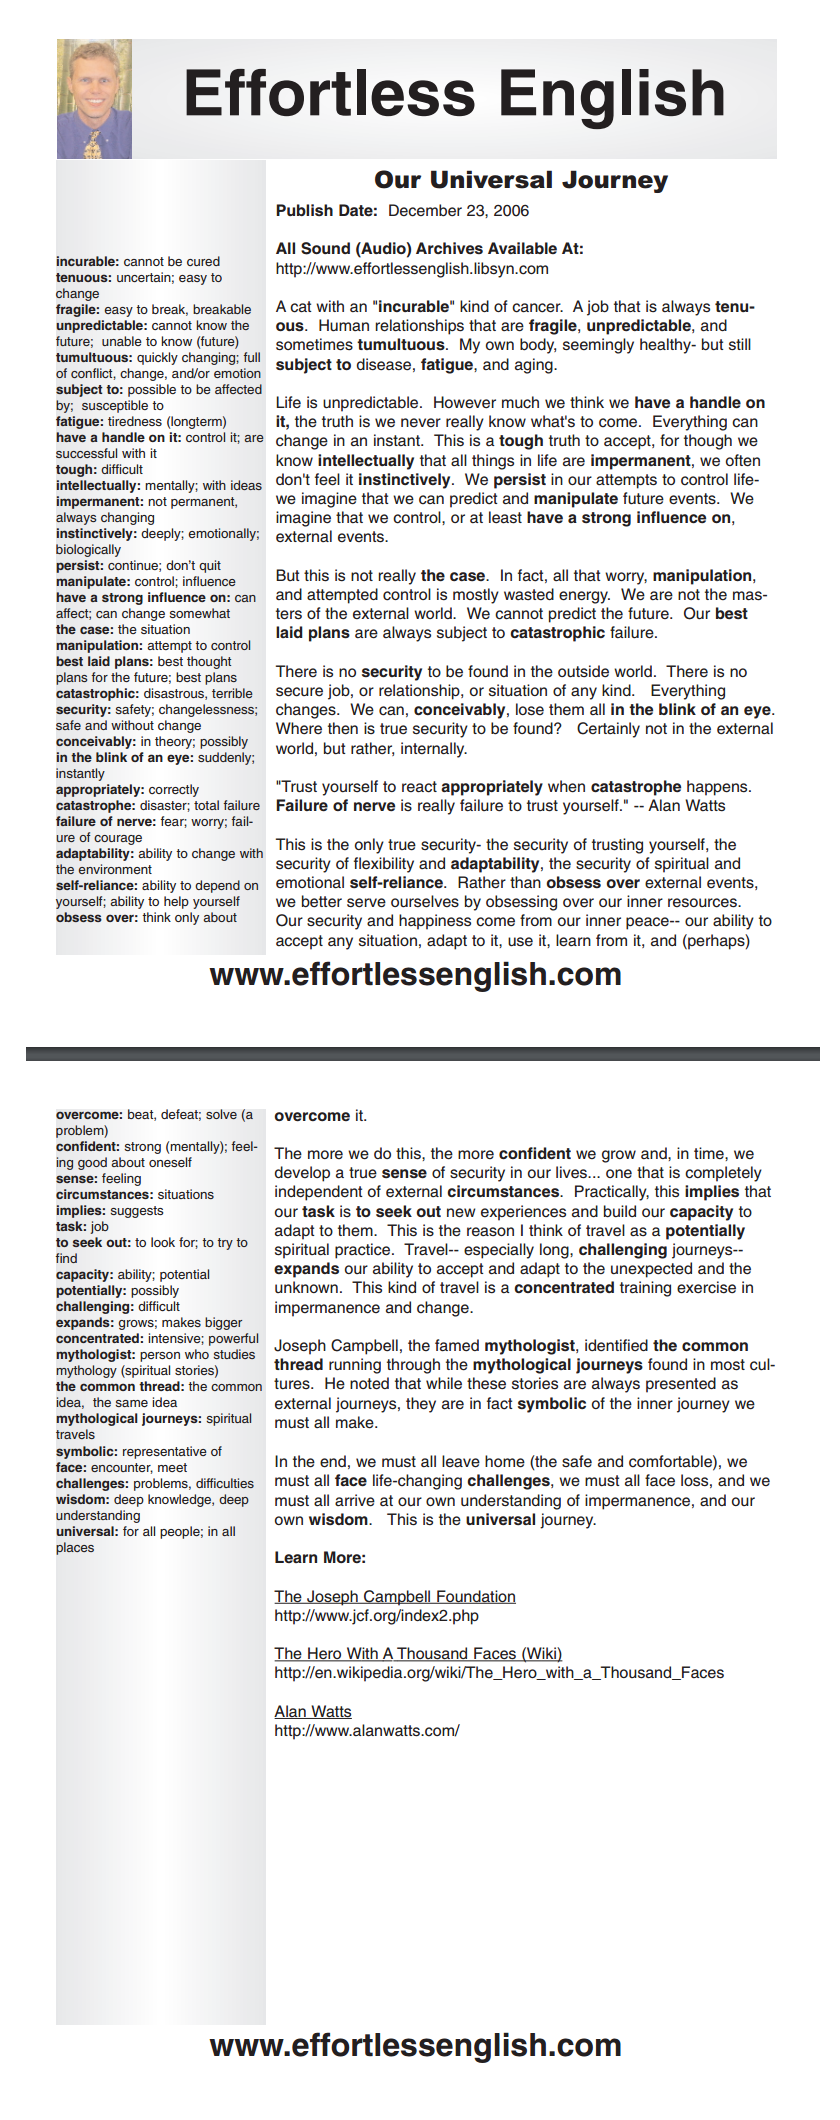 Effortless English
Our Universal Journey
Publish Date:  December 23, 2006
All Sound (Audio) Archives Available At:
http://www.effortlessenglish.libsyn.com
incurable: cannot be cured
tenuous: uncertain; easy to
change
fragile: easy to break, breakable
unpredictable: cannot know the
future;  unable to know (future)
tumultuous: quickly changing; full
of conflict, change, and/or emotion
subject to: possible to be affected
by;  susceptible to
fatigue: tiredness (longterm)
have a handle on it: control it; are
successful with it
tough: difficult
intellectually: mentally; with ideas
impermanent: not permanent,
always changing
instinctively: deeply; emotionally;
biologically
persist: continue; don't quit
manipulate: control; influence
have a strong influence on: can
affect; can change somewhat
the case: the situation
manipulation: attempt to control
best laid plans: best thought
plans for the future; best plans
catastrophic: disastrous, terrible
security: safety; changelessness;
safe and without change
conceivably: in theory; possibly
in the blink of an eye: suddenly;
instantly
appropriately: correctly
catastrophe: disaster; total failure
failure of nerve: fear; worry; fail-
ure of courage
adaptability: ability to change with
the environment
self-reliance: ability to depend on
yourself; ability to help yourself
obsess over: think only about
A cat with an "incurable" kind of cancer.  A job that is always tenu-
ous.  Human relationships that are fragile, unpredictable, and
sometimes tumultuous.  My own body, seemingly healthy- but still
subject to disease, fatigue, and aging.
Life is unpredictable.  However much we think we have a handle on
it, the truth is we never really know what's to come.  Everything can
change in an instant.  This is a tough truth to accept, for though we
know intellectually that all things in life are impermanent, we often
don't feel it instinctively.  We persist in our attempts to control life-
we imagine that we can predict and manipulate future events.  We
imagine that we control, or at least have a strong influence on,
external events.
But this is not really the case.  In fact, all that worry, manipulation,
and attempted control is mostly wasted energy.  We are not the mas-
ters of the external world.  We cannot predict the future.  Our best
laid plans are always subject to catastrophic failure.
There is no security to be found in the outside world.  There is no
secure job, or relationship, or situation of any kind.   Everything
changes.  We can, conceivably, lose them all in the blink of an eye.
Where then is true security to be found?   Certainly not in the external
world, but rather, internally.
"Trust yourself to react appropriately when catastrophe happens.
Failure of nerve is really failure to trust yourself." -- Alan Watts
This is the only true security- the security of trusting yourself, the
security of flexibility and adaptability, the security of spiritual and
emotional self-reliance.  Rather than obsess over external events,
we better serve ourselves by obsessing over our inner resources.
Our security and happiness come from our inner peace-- our ability to
accept any situation, adapt to it, use it, learn from it, and (perhaps)
www.effortlessenglish.com
overcome: beat, defeat; solve (a
problem)
confident: strong (mentally); feel-
ing good about oneself
sense: feeling
circumstances: situations
implies: suggests
task: job
to seek out: to look for; to try to
find
capacity: ability; potential
potentially: possibly
challenging: difficult
expands: grows; makes bigger
concentrated: intensive; powerful
mythologist: person who studies
mythology (spiritual stories)
the common thread: the common
idea,  the same idea
mythological journeys: spiritual
travels
symbolic: representative of
face: encounter, meet
challenges: problems, difficulties
wisdom: deep knowledge, deep
understanding
universal: for all people; in all
places
overcome it.
The more we do this, the more confident we grow and, in time, we
develop a true sense of security in our lives... one that is completely
independent of external circumstances.  Practically, this implies that
our task is to seek out new experiences and build our capacity to
adapt to them.  This is the reason I think of travel as a potentially
spiritual practice.  Travel-- especially long, challenging journeys--
expands our ability to accept and adapt to the unexpected and the
unknown.  This kind of travel is a concentrated training exercise in
impermanence and change.
Joseph Campbell, the famed mythologist, identified the common
thread running through the mythological journeys found in most cul-
tures.  He noted that while these stories are always presented as
external journeys, they are in fact symbolic of the inner journey we
must all make.
In the end, we must all leave home (the safe and comfortable), we
must all face life-changing challenges, we must all face loss, and we
must all arrive at our own understanding of impermanence, and our
own wisdom.   This is the universal journey.
Learn More:
The Joseph Campbell Foundation
http://www.jcf.org/index2.php
The Hero With A Thousand Faces (Wiki)
http://en.wikipedia.org/wiki/The_Hero_with_a_Thousand_Faces
Alan Watts
http://www.alanwatts.com/
www.effortlessenglish.com